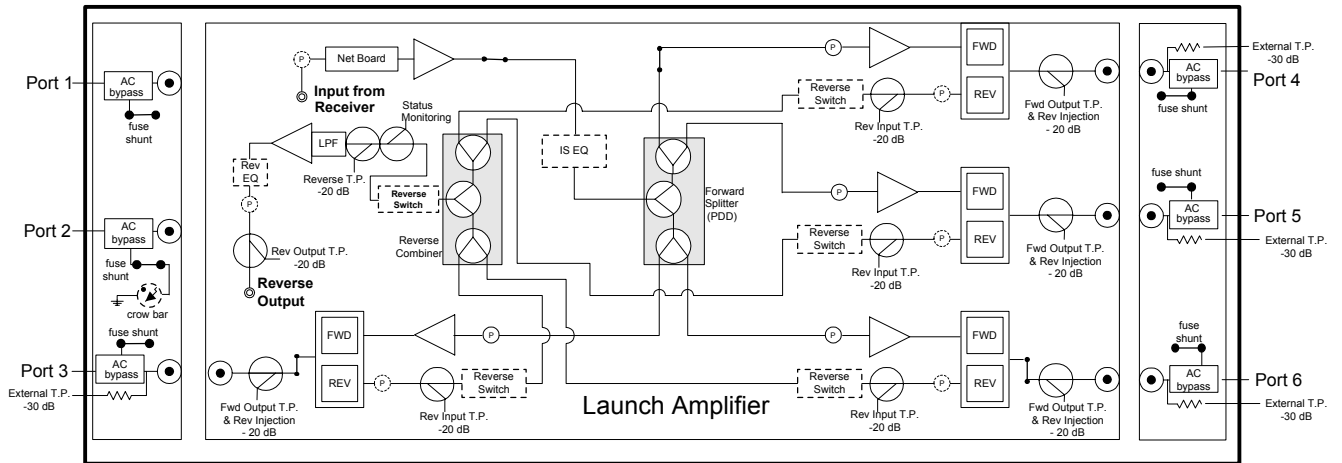 Port 1
AC
bypass
fuse
shunt
Port 2
AC
bypass
fuse
shunt
crow bar
fuse shunt
Port 3
AC
bypass
External T.P.
-30 dB
P
Net Board
Input from
Receiver
Status
Monitoring
LPF
Rev
EQ
Reverse T.P.
-20 dB
P
Rev Output T.P.
-20 dB
Reverse
Output
Reverse
Switch
Reverse
Combiner
IS EQ
Forward
Splitter
(PDD)
P
FWD
REV
Reverse
Switch
P
Rev Input T.P.
-20 dB
Fwd Output T.P.
& Rev Injection
- 20 dB
P
FWD
REV
Reverse
Switch
P
Rev Input T.P.
-20 dB
Fwd Output T.P.
& Rev Injection
- 20 dB
FWD
REV
P
P
Reverse
Switch
Rev Input T.P.
-20 dB
Fwd Output T.P.
& Rev Injection
- 20 dB
Launch Amplifier
P
FWD
REV
Reverse
Switch
P
Rev Input T.P.
-20 dB
Fwd Output T.P.
& Rev Injection
- 20 dB
External T.P.
-30 dB
AC
bypass
Port 4
fuse shunt
fuse shunt
AC
bypass
Port 5
External T.P.
-30 dB
fuse
shunt
AC
bypass
Port 6
External T.P.
-30 dB